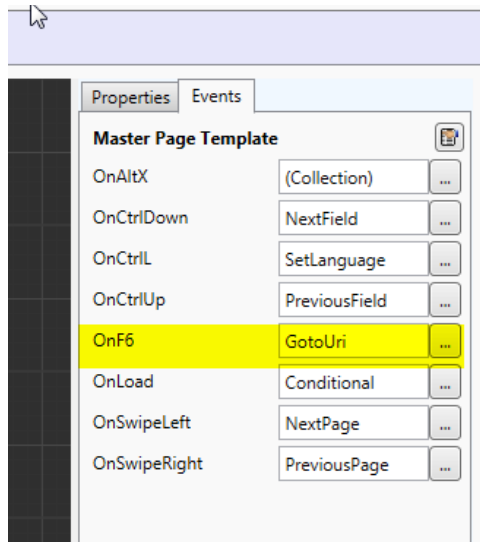 Properties Events
Master Page Template
OnAltX (Collection) ...
OnCtrlDown NextField ...
OnCtrlL SetLanguage ...
OnCtrlUp PreviousField ...
OnF6 GotoUri ...
OnLoad Conditional ...
OnSwipeLeft NextPage ...
OnSwipeRight PreviousPage ...